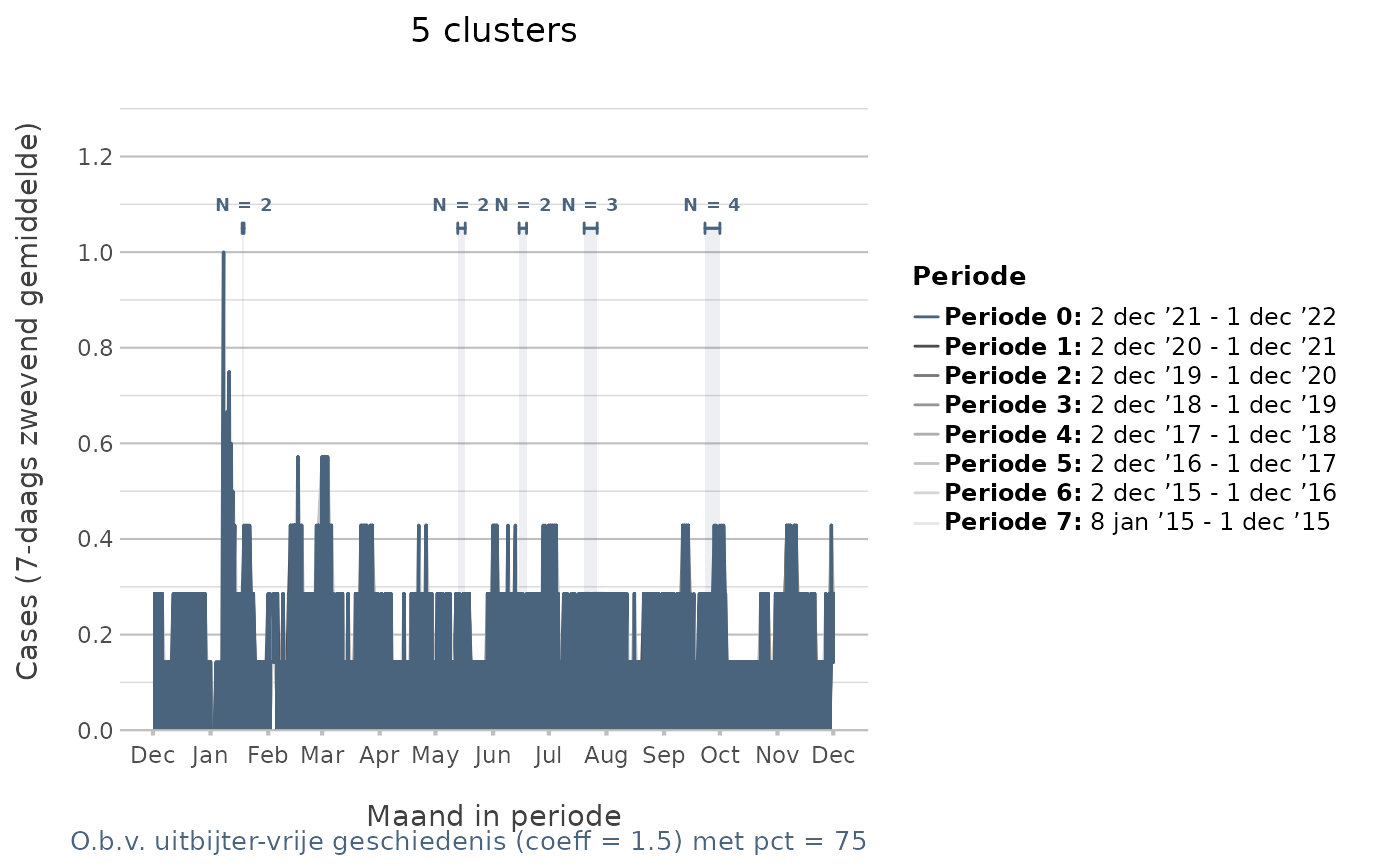 5 clusters
Cases (7-daags zwevend gemiddelde)
1.2
1.0
0.8
0.6
0.4
0.2
0.0
N = 2
N = 2
N = 2
N = 3
N = 4
Dec Jan Feb Mar Apr May Jun Jul Aug Sep Oct Nov Dec
Maand in periode
O.b.v. uitbijter-vrije geschiedenis (coeff = 1.5) met pct = 75
Periode
Periode 0: 2 dec ’21 - 1 dec ’22
Periode 1: 2 dec ’20 - 1 dec ’21
Periode 2: 2 dec ’19 - 1 dec ’20
Periode 3: 2 dec ’18 - 1 dec ’19
Periode 4: 2 dec ’17 - 1 dec ’18
Periode 5: 2 dec ’16 - 1 dec ’17
Periode 6: 2 dec ’15 - 1 dec ’16
Periode 7: 8 jan ’15 - 1 dec ’15